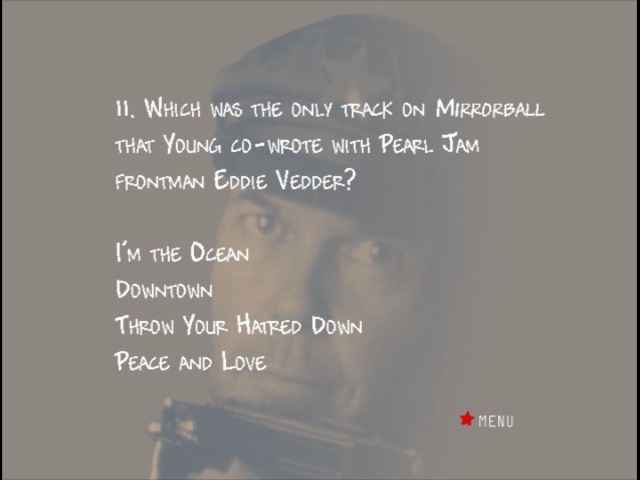 11. Which was the only track on Mirrorball
that Young co-wrote with Pearl Jam
frontman Eddie Vedder?
I'm the Ocean
Downtown
Throw Your Hatred Down
Peace and Love
MENU